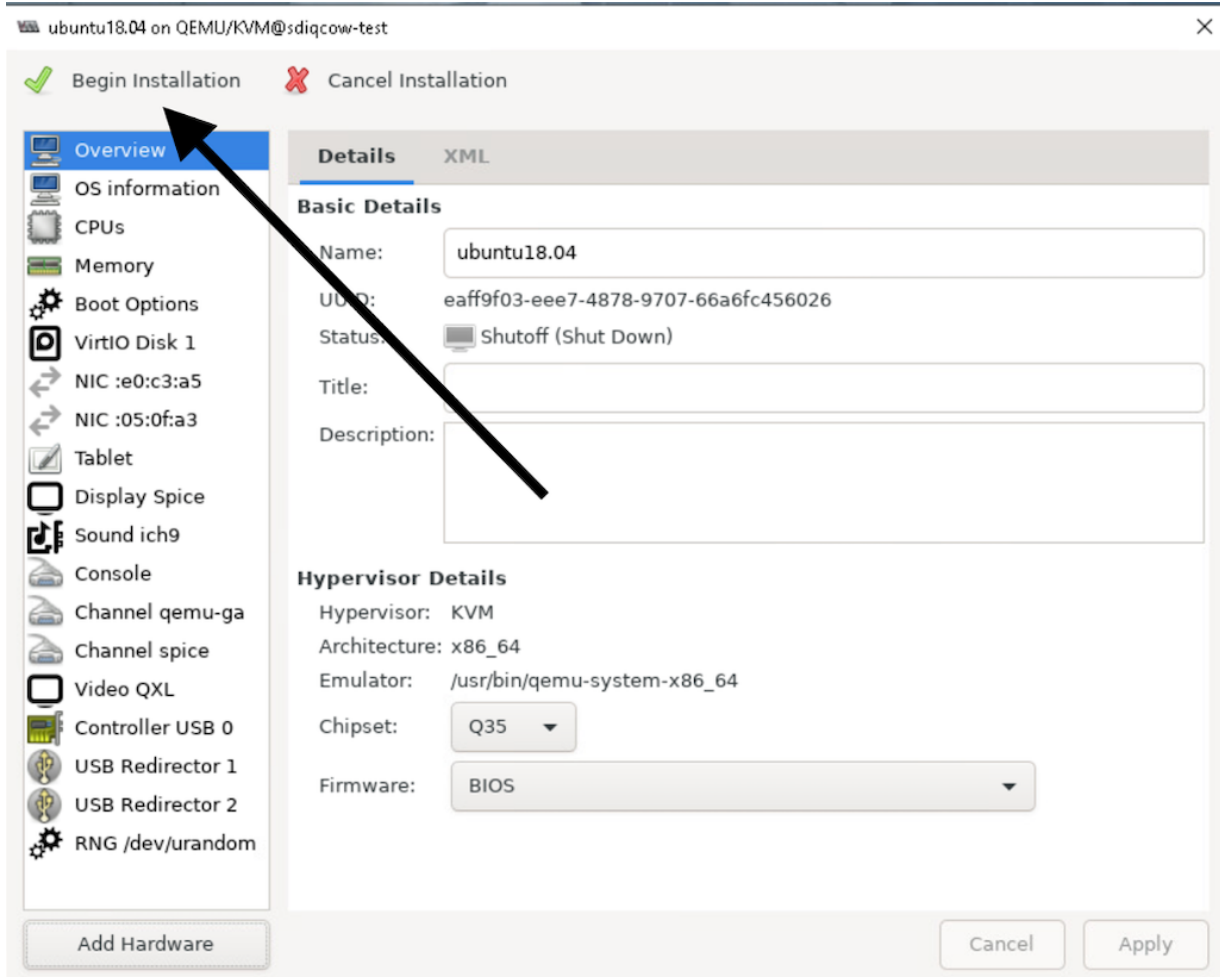 ubuntu18.04 on QEMU/KVM@sdiqcow-test
Begin Installation Cancel Installation
Overview
OS information
CPUs
Memory
Boot Options
VirtIO Disk 1
NIC :e0:c3:a5
NIC :05:0f:a3
Tablet
Display Spice
Sound ich9
Console
Channel qemu-ga
Channel spice
Video QXL
Controller USB 0
USB Redirector 1
USB Redirector 2
RNG /dev/urandom
Add Hardware
Details XML
Basic Details
Name: ubuntu18.04
UUID: eaff9f03-eee7-4878-9707-66a6fc456026
Status: Shutoff (Shut Down)
Title:
Description:
Hypervisor Details
Hypervisor: KVM
Architecture: x86_64
Emulator: /usr/bin/qemu-system-x86_64
Chipset: Q35
Firmware: BIOS
Cancel Apply